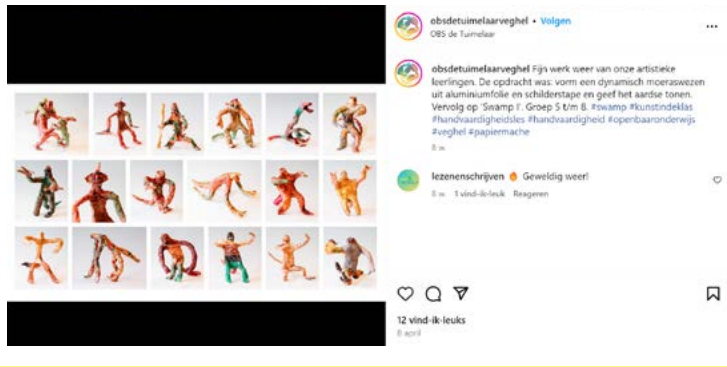 obsdetuimelaarveghel • Volgen
OBS de Tuimelaar
obsdetuimelaarveghel Fijn werk weer van onze artistieke
leerlingen. De opdracht was: vorm een dynamisch moeraswezen
uit aluminiumfolie en schilderstape en geef het aardse tonen.
Vervolg op 'Swamp I'. Groep 5 t/m 8. #swamp #kunstindeklas
#handvaardigheidsles #handvaardigheid #openbaaronderwijs
#veghel #papiermache
8 w
lezenenschrijven 🔥 Geweldig weer!
8 w 1 vind-ik-leuk Reageren
12 vind-ik-leuks
8 april